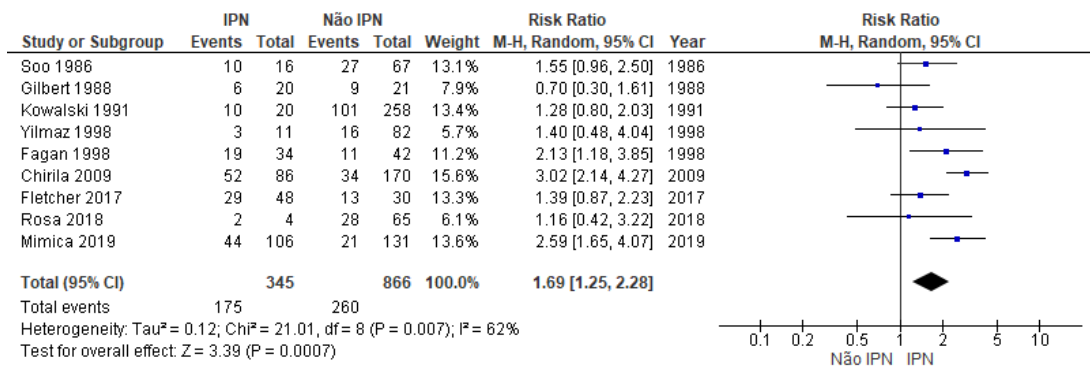 IPN Não IPN Risk Ratio Risk Ratio
Study or Subgroup Events Total Events Total Weight M-H, Random, 95% CI Year M-H, Random, 95% CI
Soo 1986 10 16 27 67 13.1% 1.55 [0.96, 2.50] 1986
Gilbert 1988 6 20 9 21 7.9% 0.70 [0.30, 1.61] 1988
Kowalski 1991 10 20 101 258 13.4% 1.28 [0.80, 2.03] 1991
Yilmaz 1998 3 11 16 82 5.7% 1.40 [0.48, 4.04] 1998
Fagan 1998 19 34 11 42 11.2% 2.13 [1.18, 3.85] 1998
Chirila 2009 52 86 34 170 15.6% 3.02 [2.14, 4.27] 2009
Fletcher 2017 29 48 13 30 13.4% 1.39 [0.87, 2.23] 2017
Rosa 2018 2 4 28 65 6.1% 1.16 [0.42, 3.22] 2018
Mimica 2019 44 106 21 131 13.6% 2.59 [1.65, 4.07] 2019
Total (95% CI) 345 866 100.0% 1.69 [1.25, 2.28]
Total events 175 260
Heterogeneity: Tau² = 0.12; Chi² = 21.01, df = 8 (P = 0.007); I² = 62%
Test for overall effect: Z = 3.39 (P = 0.0007)
0.1 0.2 0.5 1 2 5 10
Não IPN IPN